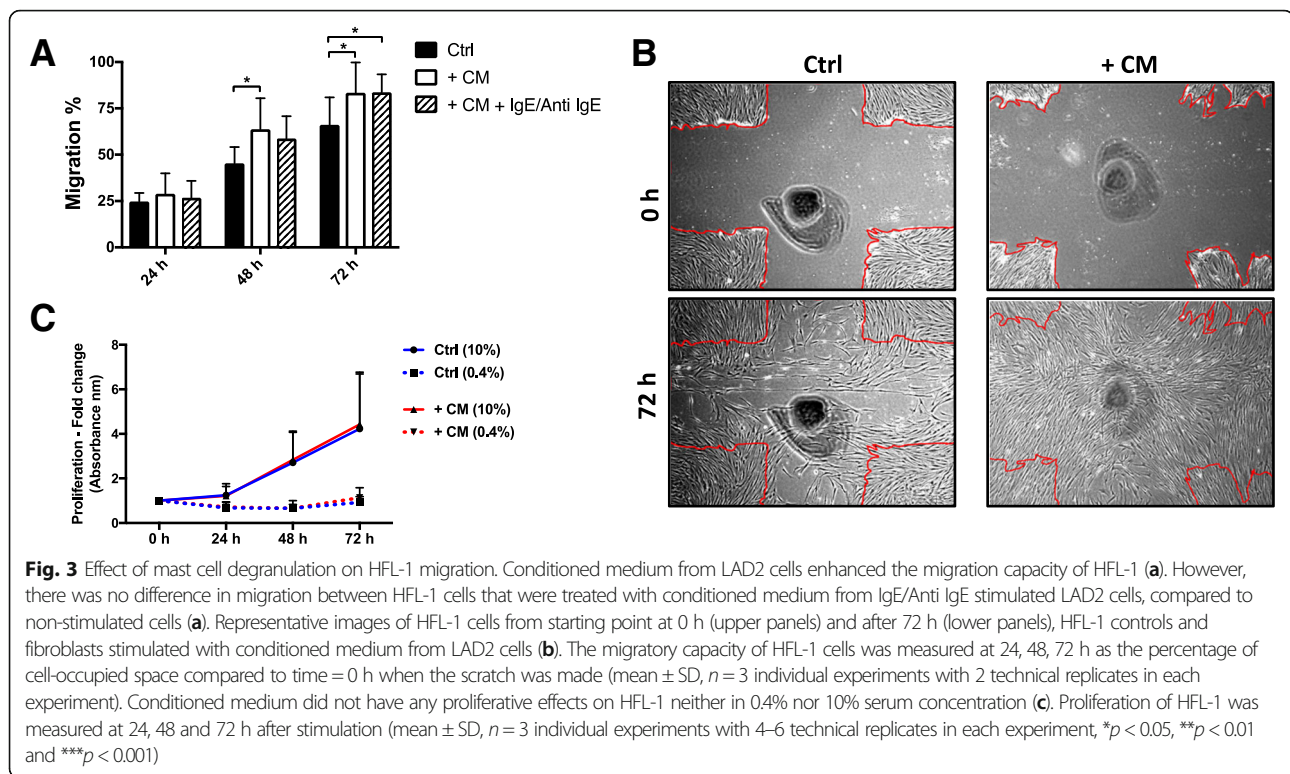 A
*
*
*
Ctrl
+ CM
+ CM + IgE/Anti IgE
Migration %
100
75
50
25
0
24 h
48 h
72 h
B
Ctrl
+ CM
0 h
72 h
C
Proliferation - Fold change
(Absorbance nm)
8
6
4
2
0
0 h
24 h
48 h
72 h
Ctrl (10%)
Ctrl (0.4%)
+ CM (10%)
+ CM (0.4%)
Fig. 3 Effect of mast cell degranulation on HFL-1 migration. Conditioned medium from LAD2 cells enhanced the migration capacity of HFL-1 (a). However,
there was no difference in migration between HFL-1 cells that were treated with conditioned medium from IgE/Anti IgE stimulated LAD2 cells, compared to
non-stimulated cells (a). Representative images of HFL-1 cells from starting point at 0 h (upper panels) and after 72 h (lower panels), HFL-1 controls and
fibroblasts stimulated with conditioned medium from LAD2 cells (b). The migratory capacity of HFL-1 cells was measured at 24, 48, 72 h as the percentage of
cell-occupied space compared to time = 0 h when the scratch was made (mean ± SD, n = 3 individual experiments with 2 technical replicates in each
experiment). Conditioned medium did not have any proliferative effects on HFL-1 neither in 0.4% nor 10% serum concentration (c). Proliferation of HFL-1 was
measured at 24, 48 and 72 h after stimulation (mean ± SD, n = 3 individual experiments with 4–6 technical replicates in each experiment, *p < 0.05, **p < 0.01
and ***p < 0.001)